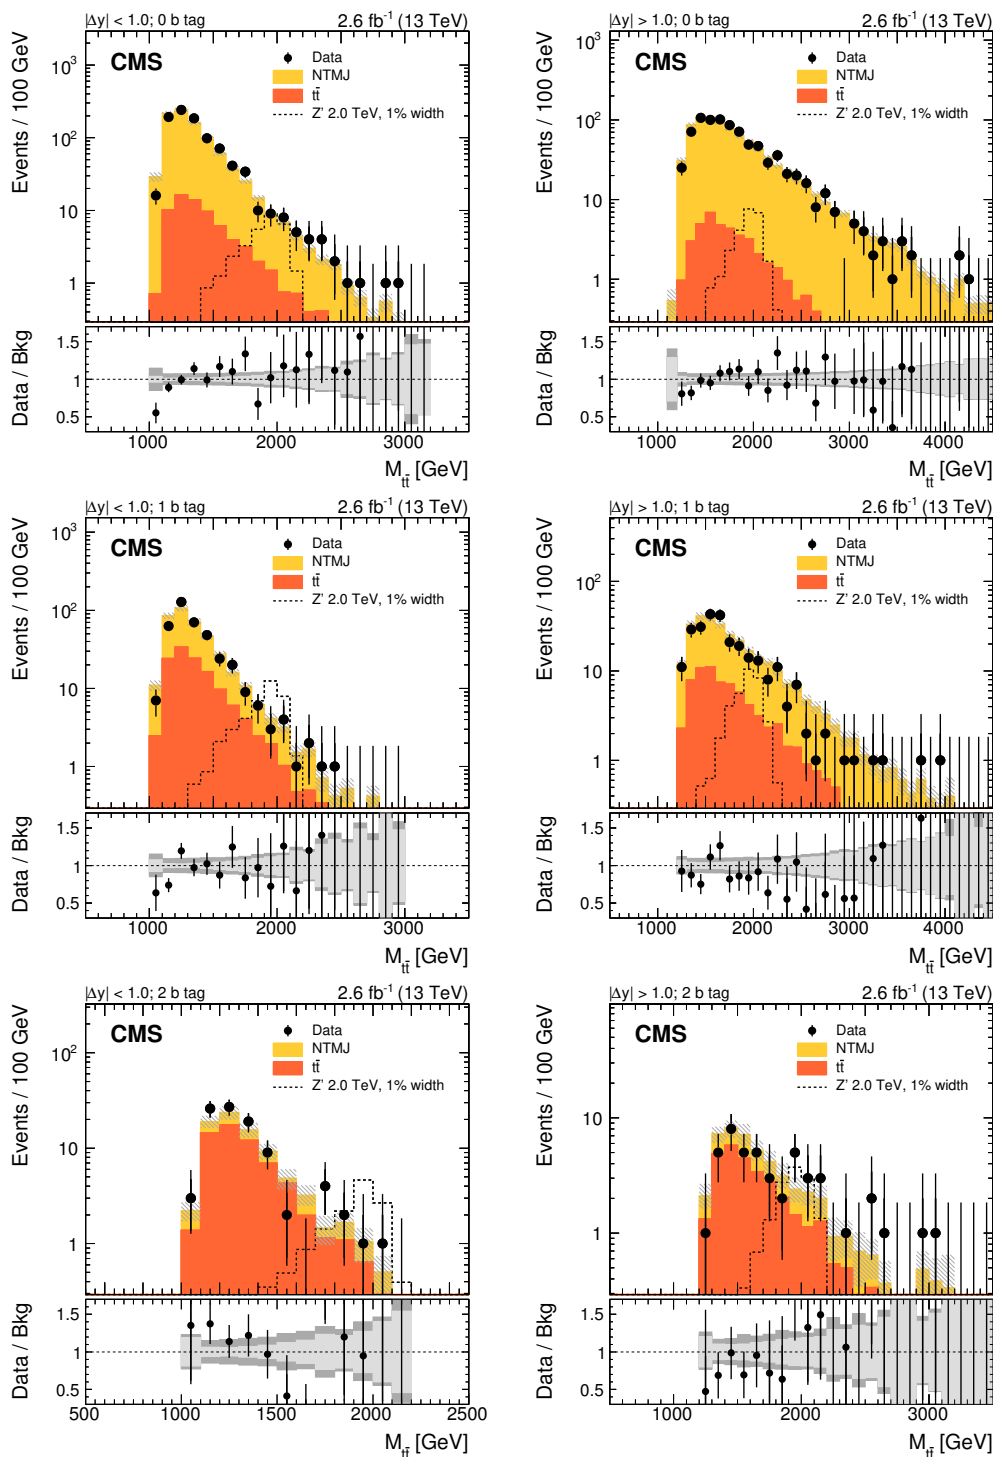 |Δy| < 1.0; 0 b tag 2.6 fb⁻¹ (13 TeV)
CMS
Data
NTMJ
tt̄
Z' 2.0 TeV, 1% width
Events / 100 GeV
10³
10²
10
1
Data / Bkg
1.5
1
0.5
1000 2000 3000
M_tt̄ [GeV]
|Δy| > 1.0; 0 b tag 2.6 fb⁻¹ (13 TeV)
CMS
Data
NTMJ
tt̄
Z' 2.0 TeV, 1% width
Events / 100 GeV
10³
10²
10
1
Data / Bkg
1.5
1
0.5
1000 2000 3000 4000
M_tt̄ [GeV]
|Δy| < 1.0; 1 b tag 2.6 fb⁻¹ (13 TeV)
CMS
Data
NTMJ
tt̄
Z' 2.0 TeV, 1% width
Events / 100 GeV
10³
10²
10
1
Data / Bkg
1.5
1
0.5
1000 2000 3000
M_tt̄ [GeV]
|Δy| > 1.0; 1 b tag 2.6 fb⁻¹ (13 TeV)
CMS
Data
NTMJ
tt̄
Z' 2.0 TeV, 1% width
Events / 100 GeV
10²
10
1
Data / Bkg
1.5
1
0.5
1000 2000 3000 4000
M_tt̄ [GeV]
|Δy| < 1.0; 2 b tag 2.6 fb⁻¹ (13 TeV)
CMS
Data
NTMJ
tt̄
Z' 2.0 TeV, 1% width
Events / 100 GeV
10²
10
1
Data / Bkg
1.5
1
0.5
500 1000 1500 2000 2500
M_tt̄ [GeV]
|Δy| > 1.0; 2 b tag 2.6 fb⁻¹ (13 TeV)
CMS
Data
NTMJ
tt̄
Z' 2.0 TeV, 1% width
Events / 100 GeV
10
1
Data / Bkg
1.5
1
0.5
1000 2000 3000
M_tt̄ [GeV]